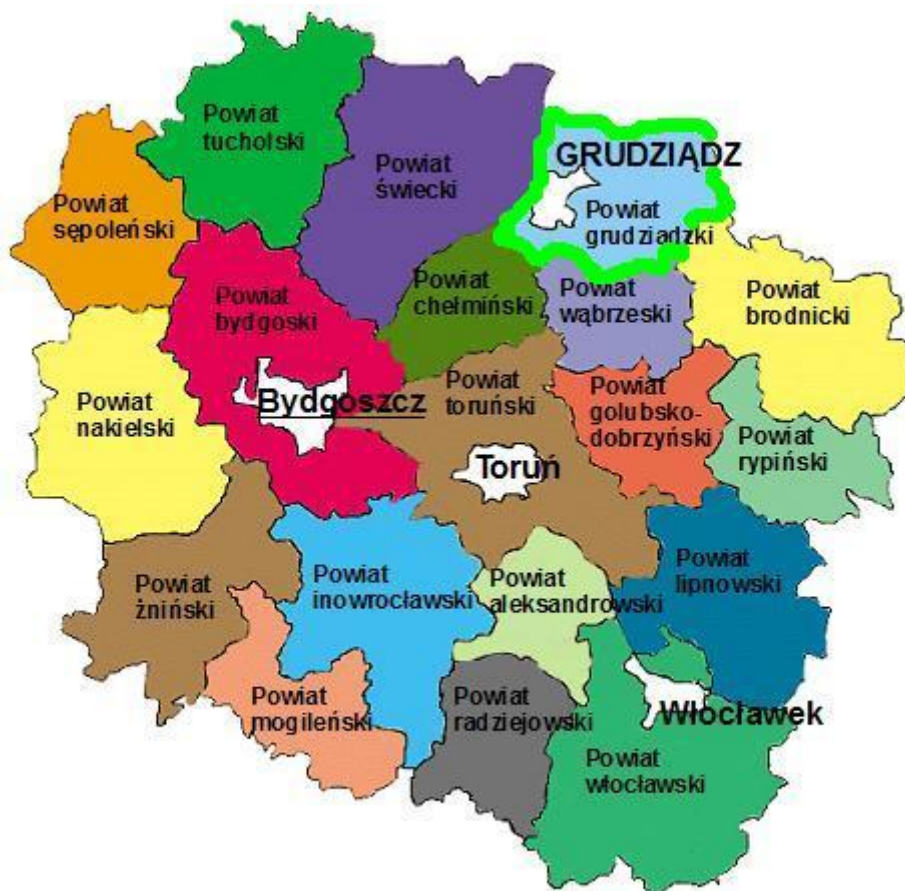 Powiat
tucholski
Powiat
świecki
GRUDZIĄDZ
Powiat
grudziadzki
Powiat
sępoleński
Powiat
bydgoski
Powiat
chełmiński
Powiat
wąbrzeski
Powiat
brodnicki
Powiat
nakielski
Bydgoszcz
Powiat
toruński
Powiat
golubsko-
dobrzyński
Powiat
rypiński
Toruń
Powiat
żniński
Powiat
inowrocławski
Powiat
aleksandrowski
Powiat
lipnowski
Powiat
mogileński
Powiat
radziejowski
Włocławek
Powiat
włocławski